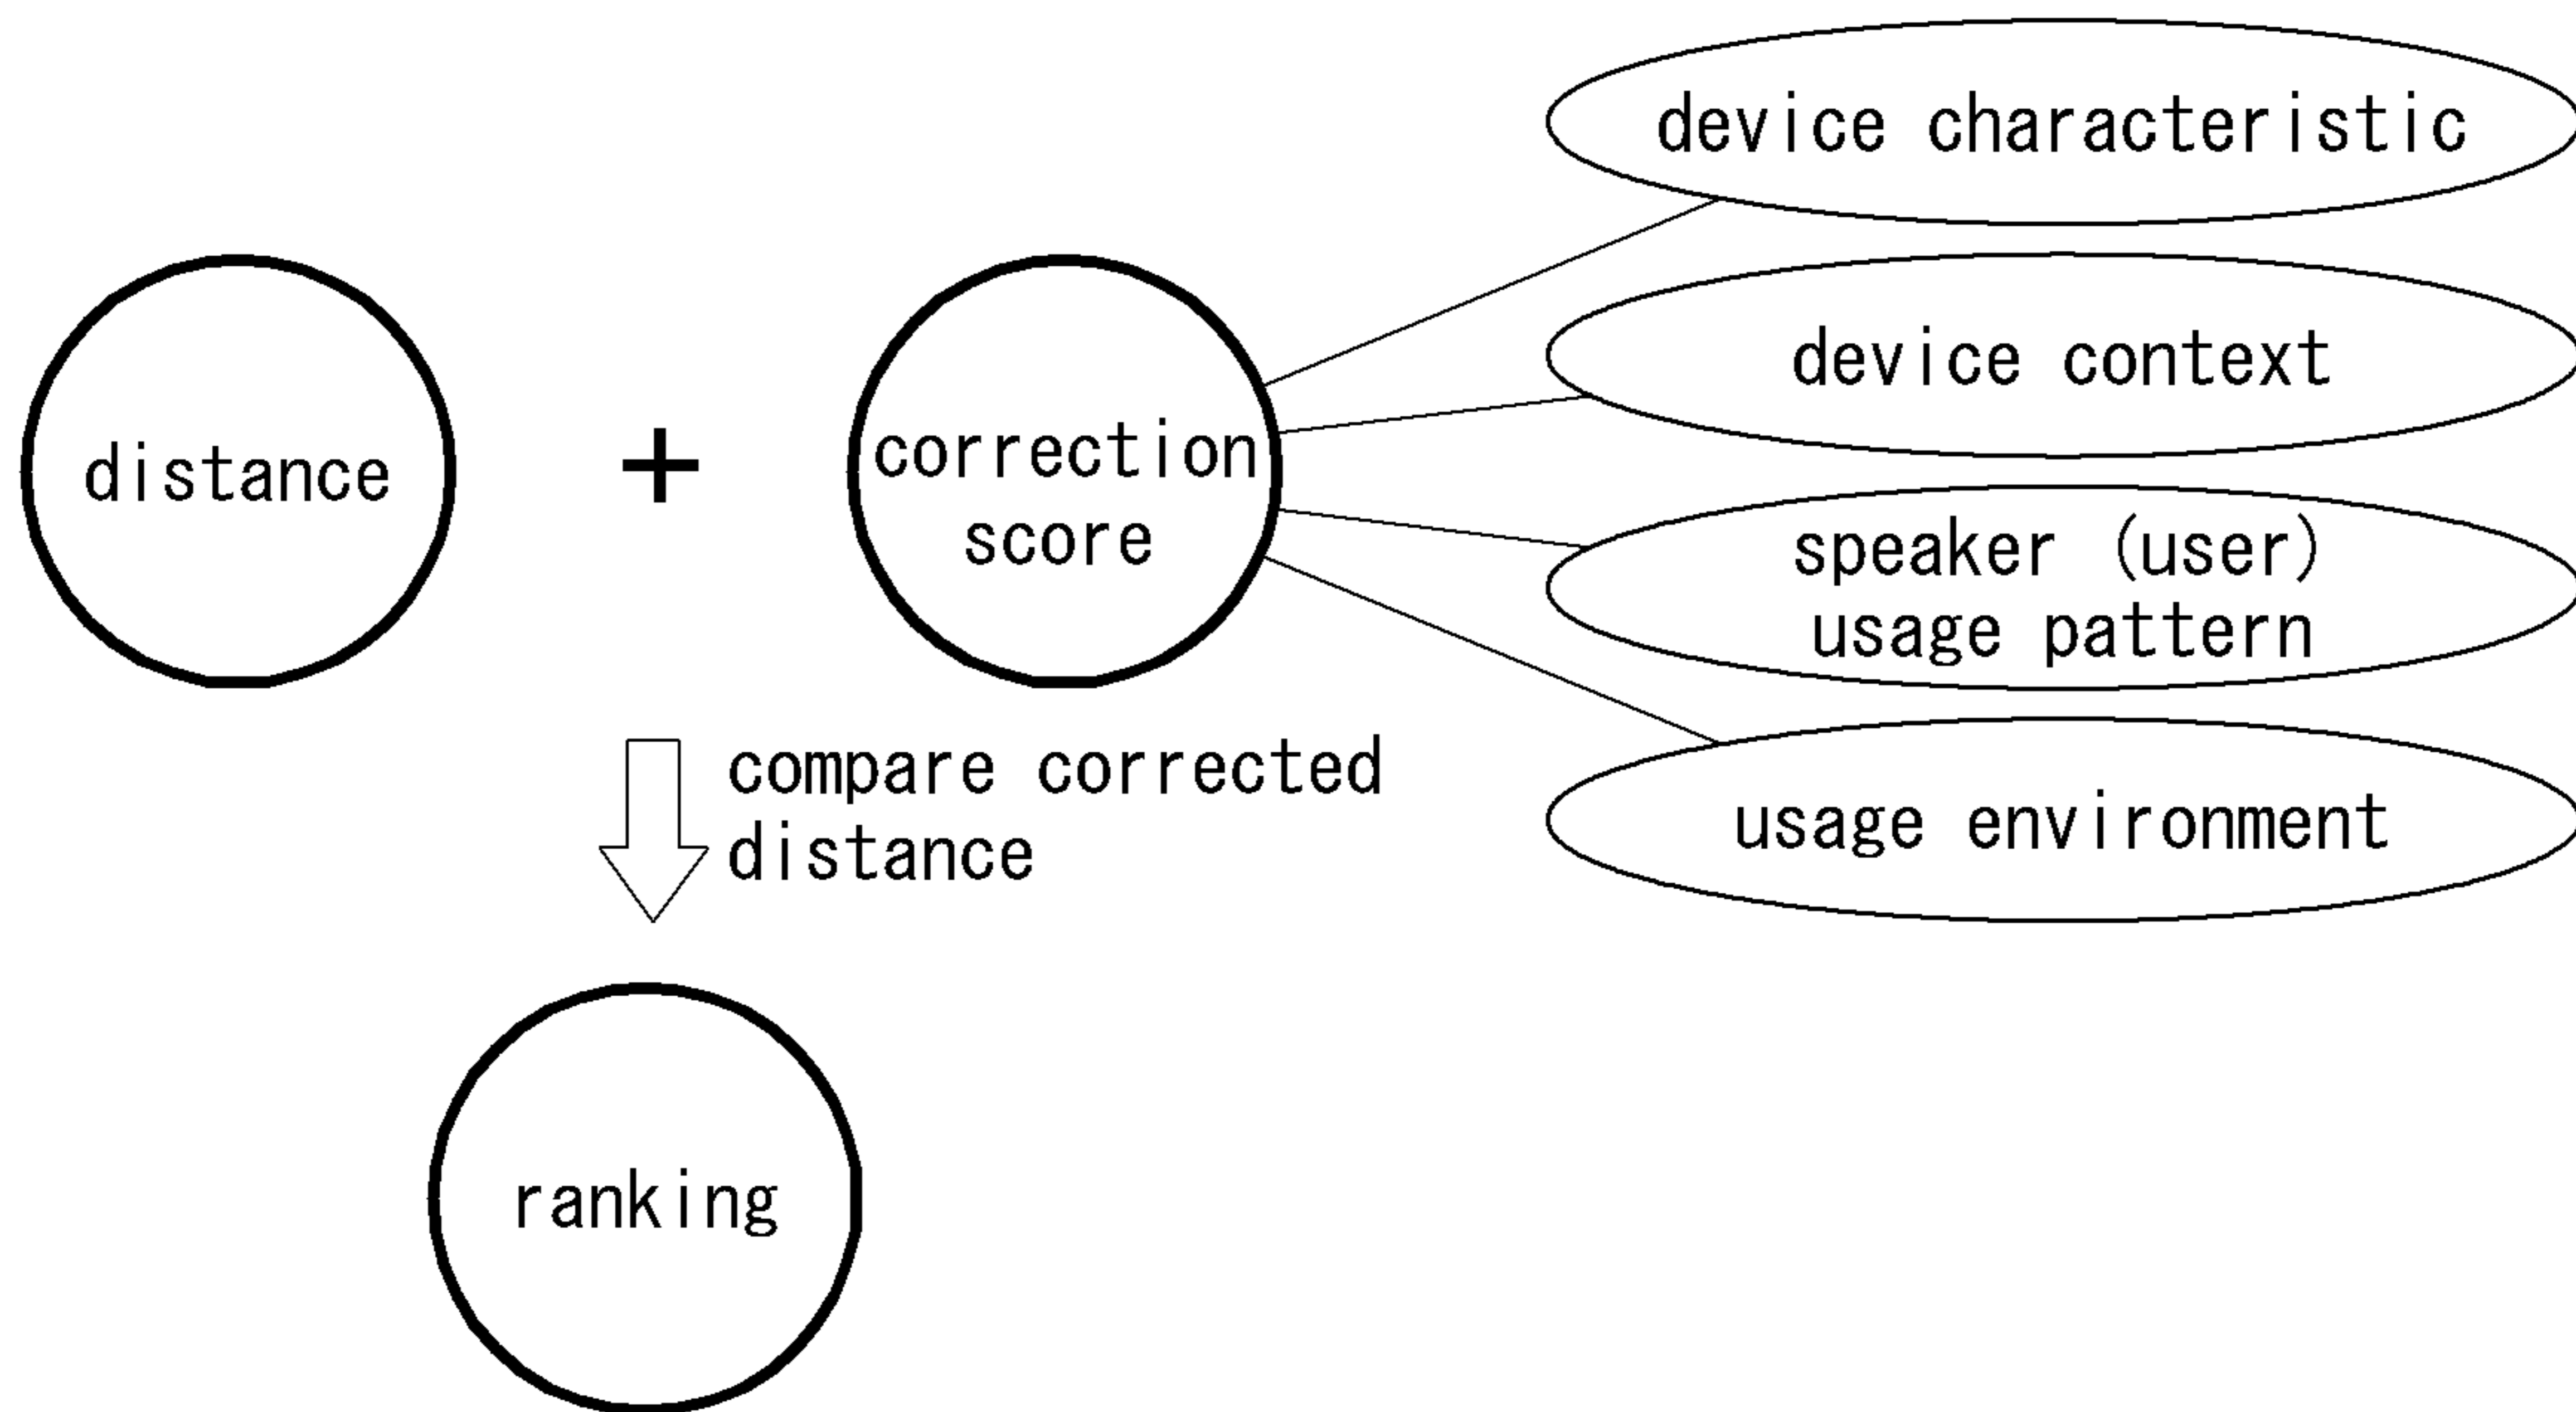 device characteristic
device context
distance
+
correction
score
speaker (user)
usage pattern
compare corrected
distance
usage environment
ranking